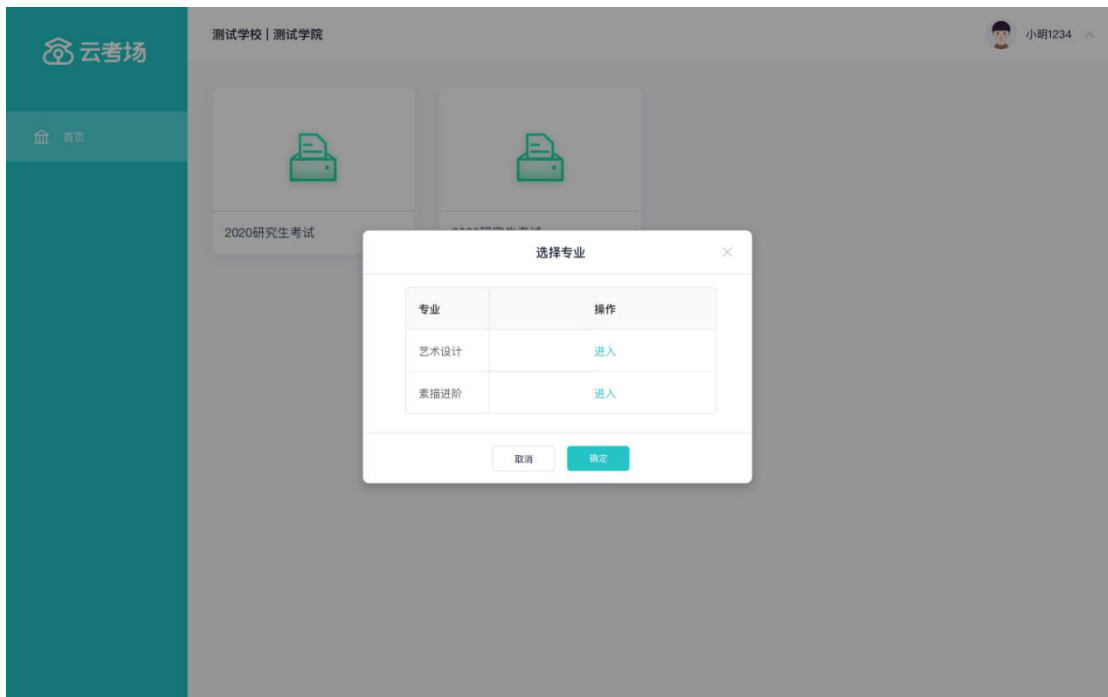 云考场
测试学校 | 测试学院
小明1234
首页
2020研究生考试
选择专业
专业 操作
艺术设计 进入
素描进阶 进入
取消 确定